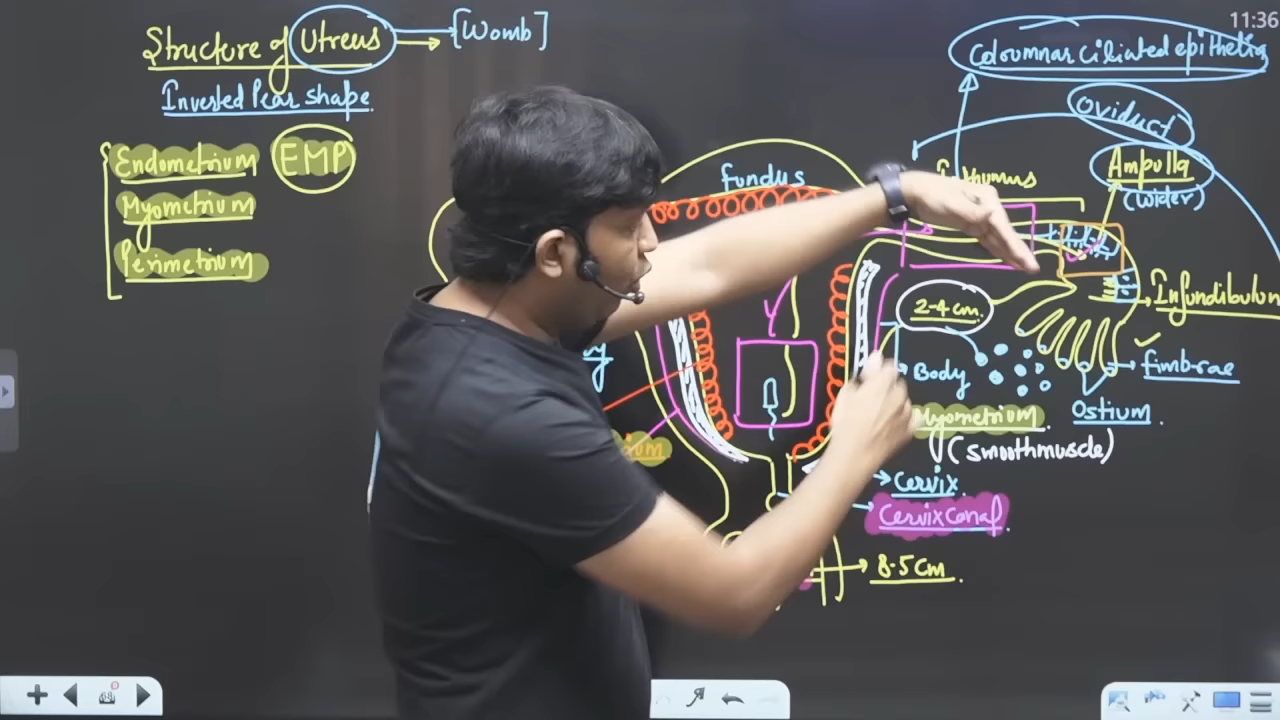 11:36
Structure of Utreus
[Womb]
Inverted Pear shape
Endometrium
EMP
Myometrium
Perimetrium
Coloumnar ciliated epithelia
Oviduct
Ampulla
(wider)
fundus
Infundibulum
2-4 cm.
fimbrae
Body
Ostium
Myometrium
(smoothmuscle)
Cervix
Cervix Canal
8.5 Cm